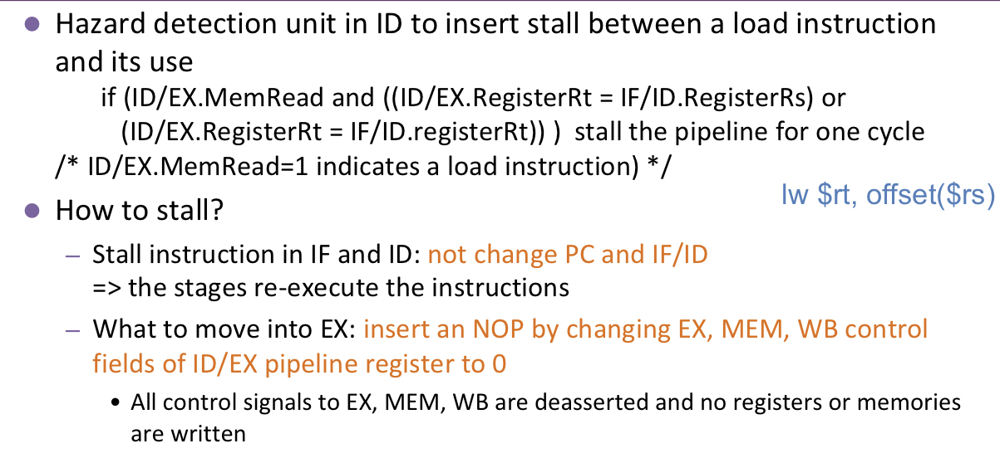 ● Hazard detection unit in ID to insert stall between a load instruction
and its use
if (ID/EX.MemRead and ((ID/EX.RegisterRt = IF/ID.RegisterRs) or
(ID/EX.RegisterRt = IF/ID.registerRt)) ) stall the pipeline for one cycle
/* ID/EX.MemRead=1 indicates a load instruction) */
lw $rt, offset($rs)
● How to stall?
– Stall instruction in IF and ID: not change PC and IF/ID
=> the stages re-execute the instructions
– What to move into EX: insert an NOP by changing EX, MEM, WB control
fields of ID/EX pipeline register to 0
• All control signals to EX, MEM, WB are deasserted and no registers or memories
are written